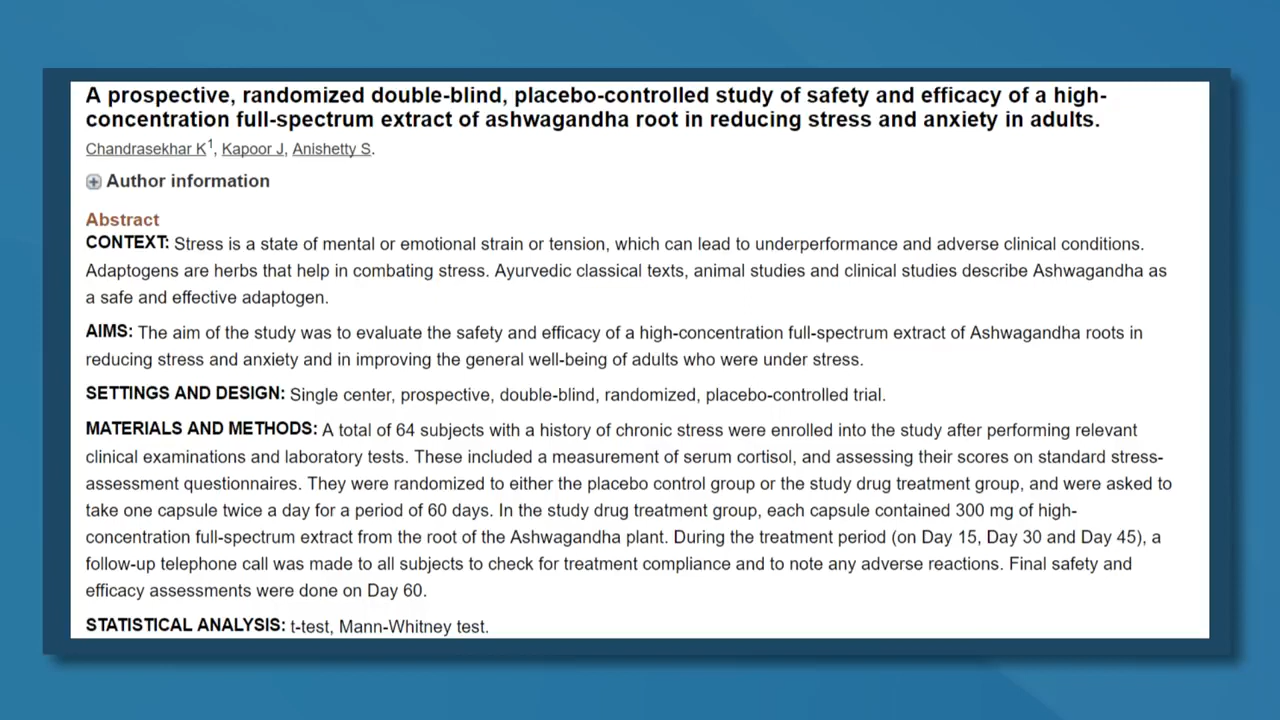 A prospective, randomized double-blind, placebo-controlled study of safety and efficacy of a high-
concentration full-spectrum extract of ashwagandha root in reducing stress and anxiety in adults.
Chandrasekhar K1, Kapoor J, Anishetty S.
Author information
Abstract
CONTEXT: Stress is a state of mental or emotional strain or tension, which can lead to underperformance and adverse clinical conditions.
Adaptogens are herbs that help in combating stress. Ayurvedic classical texts, animal studies and clinical studies describe Ashwagandha as
a safe and effective adaptogen.
AIMS: The aim of the study was to evaluate the safety and efficacy of a high-concentration full-spectrum extract of Ashwagandha roots in
reducing stress and anxiety and in improving the general well-being of adults who were under stress.
SETTINGS AND DESIGN: Single center, prospective, double-blind, randomized, placebo-controlled trial.
MATERIALS AND METHODS: A total of 64 subjects with a history of chronic stress were enrolled into the study after performing relevant
clinical examinations and laboratory tests. These included a measurement of serum cortisol, and assessing their scores on standard stress-
assessment questionnaires. They were randomized to either the placebo control group or the study drug treatment group, and were asked to
take one capsule twice a day for a period of 60 days. In the study drug treatment group, each capsule contained 300 mg of high-
concentration full-spectrum extract from the root of the Ashwagandha plant. During the treatment period (on Day 15, Day 30 and Day 45), a
follow-up telephone call was made to all subjects to check for treatment compliance and to note any adverse reactions. Final safety and
efficacy assessments were done on Day 60.
STATISTICAL ANALYSIS: t-test, Mann-Whitney test.